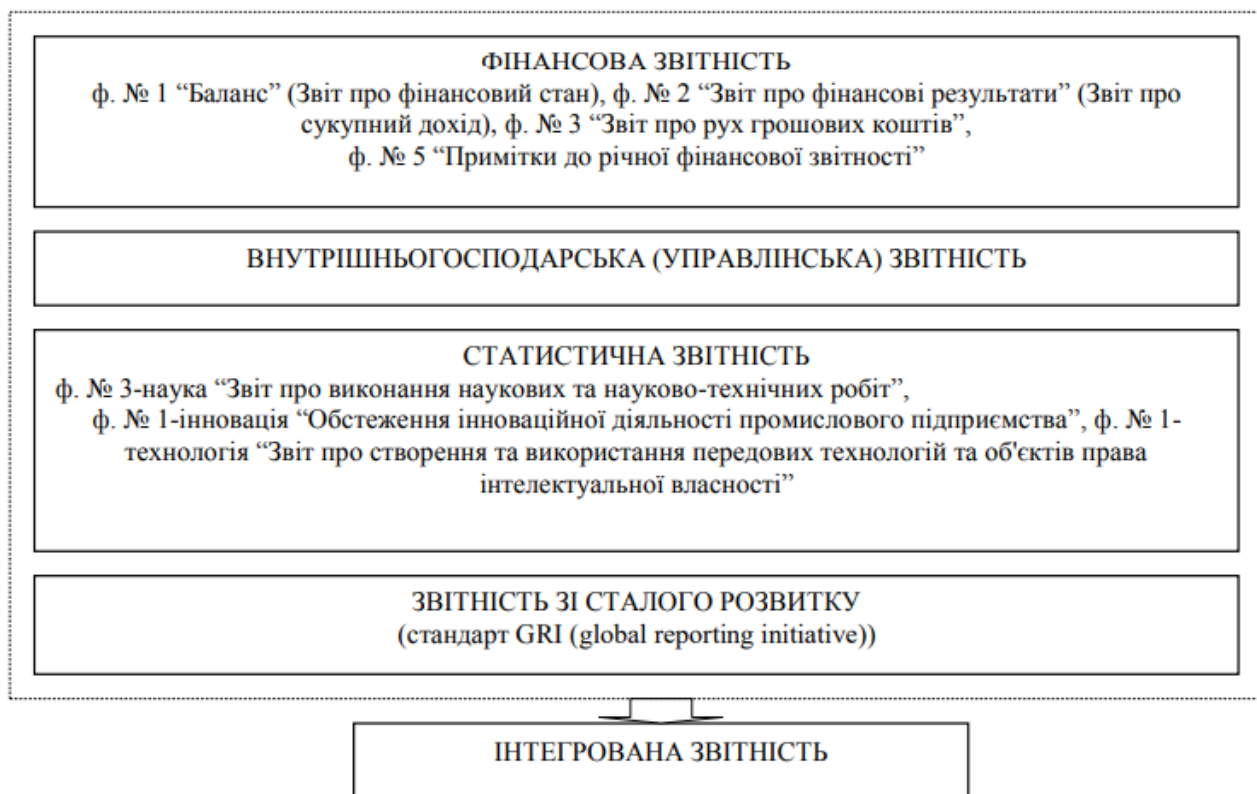 ФІНАНСОВА ЗВІТНІСТЬ
ф. № 1 “Баланс” (Звіт про фінансовий стан), ф. № 2 “Звіт про фінансові результати” (Звіт про
сукупний дохід), ф. № 3 “Звіт про рух грошових коштів”,
ф. № 5 “Примітки до річної фінансової звітності”
ВНУТРІШНЬОГОСПОДАРСЬКА (УПРАВЛІНСЬКА) ЗВІТНІСТЬ
СТАТИСТИЧНА ЗВІТНІСТЬ
ф. № 3-наука “Звіт про виконання наукових та науково-технічних робіт”,
ф. № 1-інновація “Обстеження інноваційної діяльності промислового підприємства”, ф. № 1-
технологія “Звіт про створення та використання передових технологій та об'єктів права
інтелектуальної власності”
ЗВІТНІСТЬ ЗІ СТАЛОГО РОЗВИТКУ
(стандарт GRI (global reporting initiative))
ІНТЕГРОВАНА ЗВІТНІСТЬ